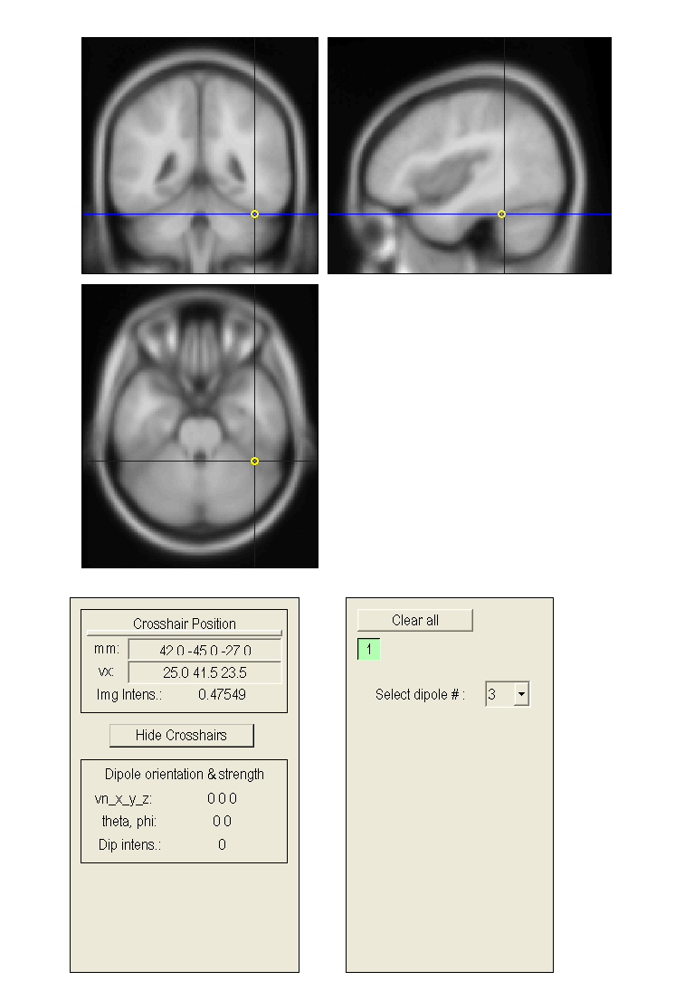 Crosshair Position
mm: 42.0 -45.0 -27.0
vx: 25.0 41.5 23.5
Img Intens.: 0.47549
Hide Crosshairs
Dipole orientation & strength
vn_x_y_z: 0 0 0
theta, phi: 0 0
Dip intens.: 0
Clear all
1
Select dipole # : 3